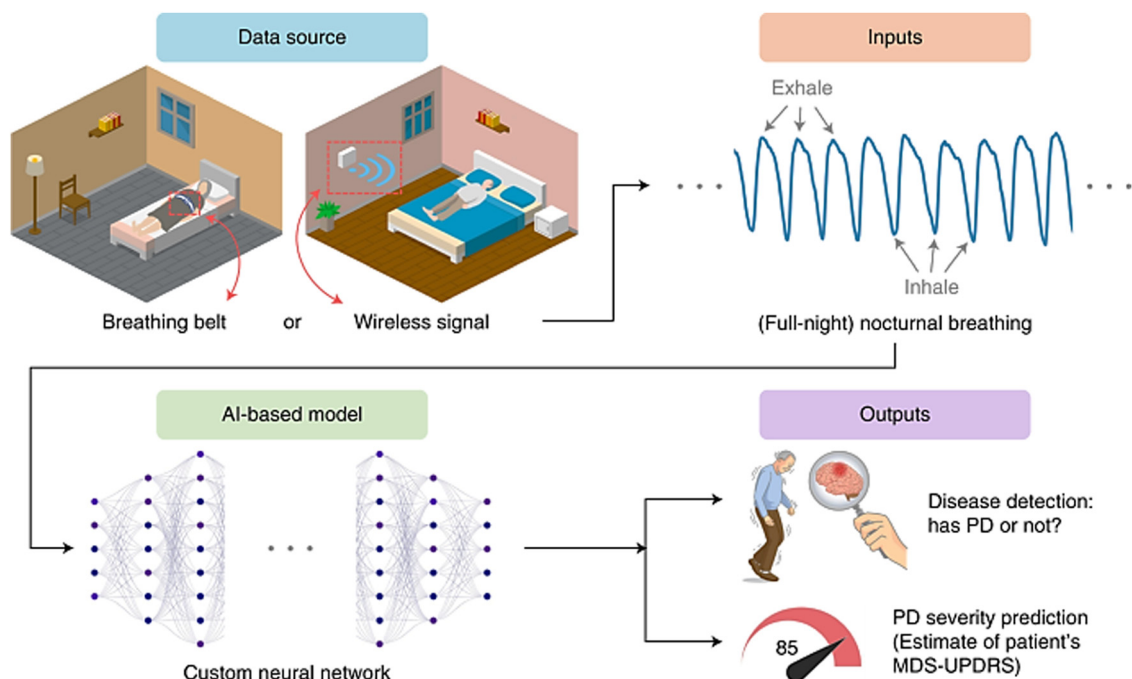 Data source
Inputs
Exhale
Inhale
Breathing belt or Wireless signal
(Full-night) nocturnal breathing
AI-based model
Outputs
Disease detection:
has PD or not?
PD severity prediction
(Estimate of patient's
MDS-UPDRS)
85
Custom neural network